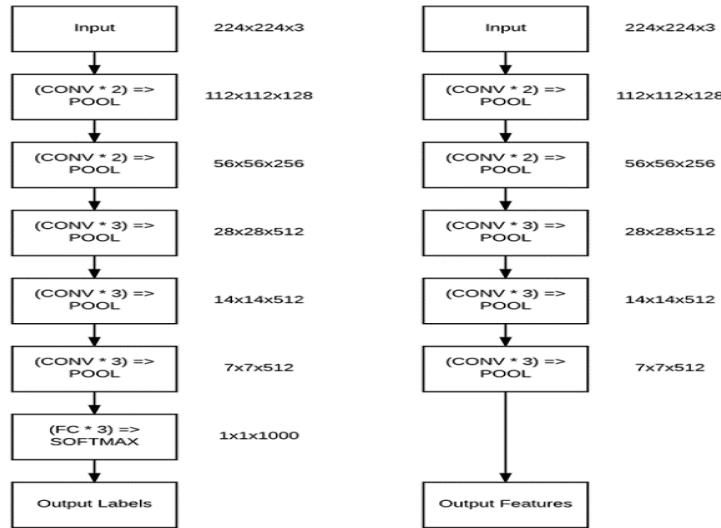 Input 224x224x3
(CONV * 2) =>
POOL 112x112x128
(CONV * 2) =>
POOL 56x56x256
(CONV * 3) =>
POOL 28x28x512
(CONV * 3) =>
POOL 14x14x512
(CONV * 3) =>
POOL 7x7x512
(FC * 3) =>
SOFTMAX 1x1x1000
Output Labels
Input 224x224x3
(CONV * 2) =>
POOL 112x112x128
(CONV * 2) =>
POOL 56x56x256
(CONV * 3) =>
POOL 28x28x512
(CONV * 3) =>
POOL 14x14x512
(CONV * 3) =>
POOL 7x7x512
Output Features